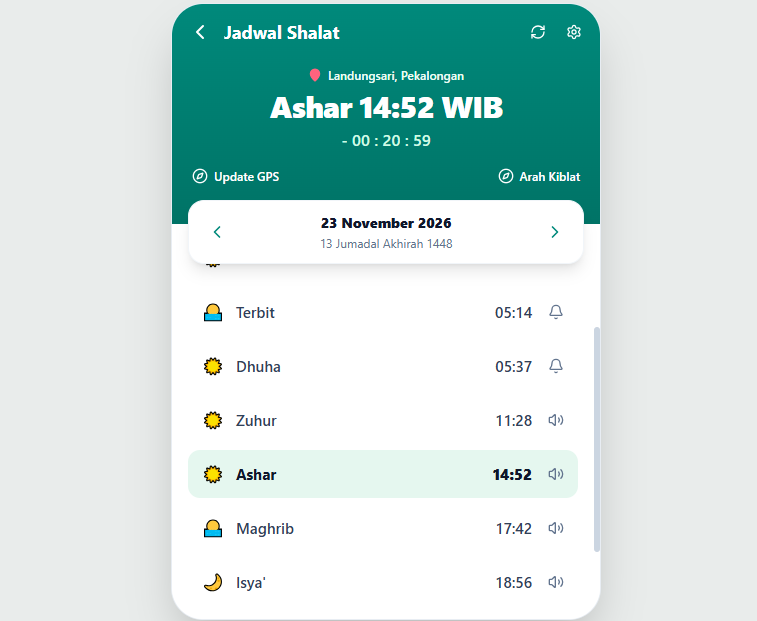 Jadwal Shalat
Landungsari, Pekalongan
Ashar 14:52 WIB
- 00 : 20 : 59
Update GPS
Arah Kiblat
23 November 2026
13 Jumadal Akhirah 1448
Terbit 05:14
Dhuha 05:37
Zuhur 11:28
Ashar 14:52
Maghrib 17:42
Isya' 18:56